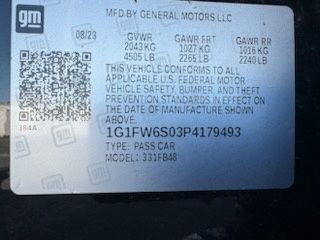 gm
MFD BY GENERAL MOTORS LLC
08/23 GVWR GAWR FRT GAWR RR
2043 KG 1027 KG 1016 KG
4505 LB 2265 LB 2240 LB
THIS VEHICLE CONFORMS TO ALL
APPLICABLE U.S. FEDERAL MOTOR
VEHICLE SAFETY, BUMPER, AND THEFT
PREVENTION STANDARDS IN EFFECT ON
THE DATE OF MANUFACTURE SHOWN ABOVE
384A
1G1FW6S03P4179493
TYPE: PASS CAR
MODEL: 331FB48